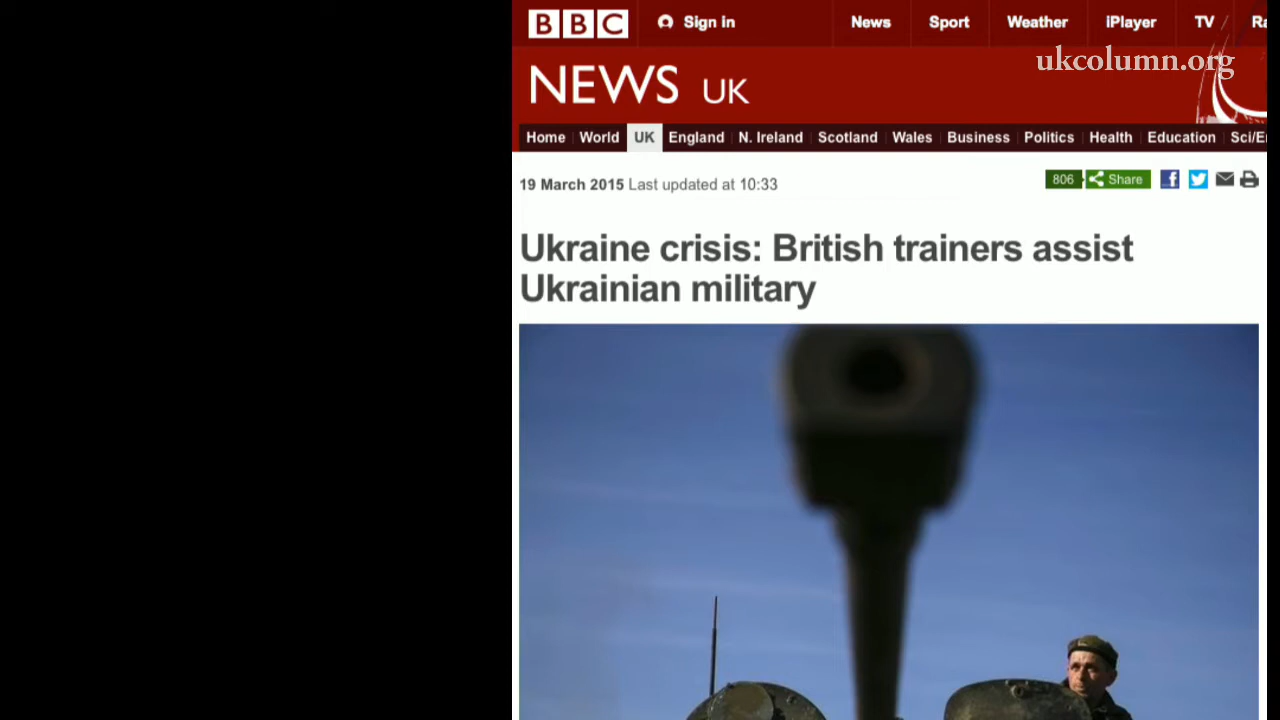 BBC Sign in News Sport Weather iPlayer TV
ukcolumn.org
NEWS UK
Home World UK England N. Ireland Scotland Wales Business Politics Health Education
19 March 2015 Last updated at 10:33 806 Share
Ukraine crisis: British trainers assist
Ukrainian military